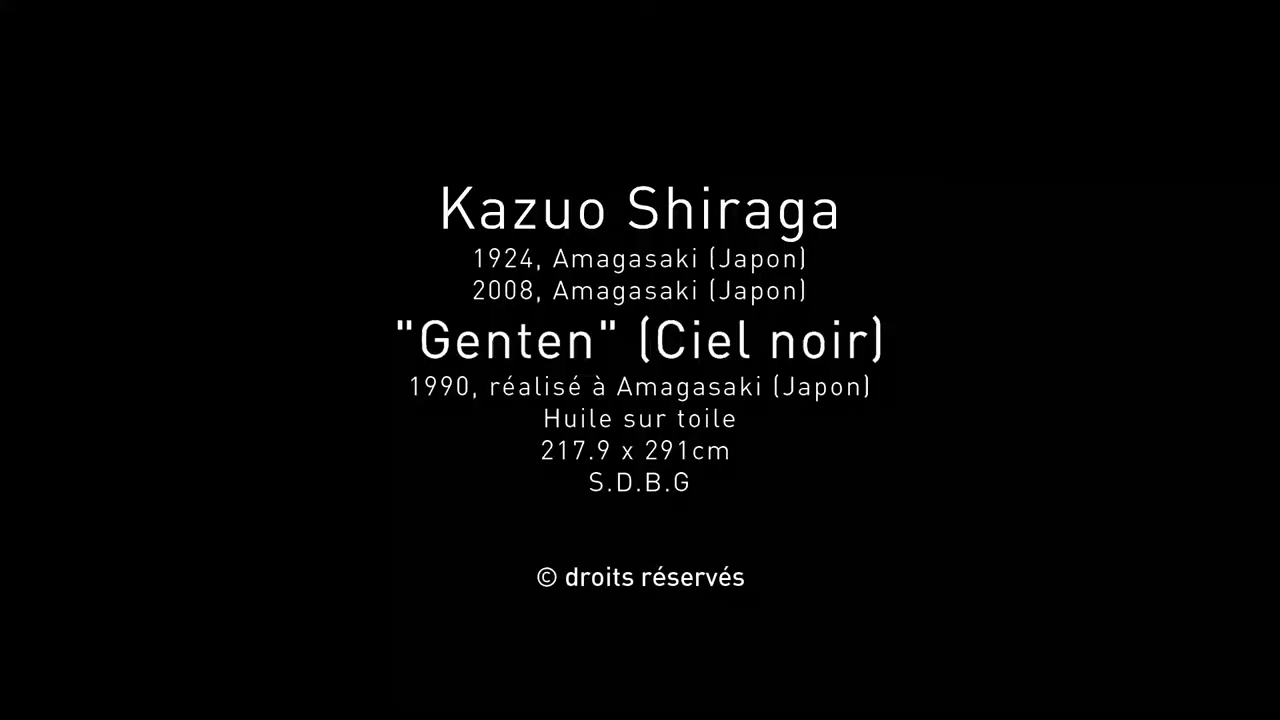 Kazuo Shiraga
1924, Amagasaki (Japon)
2008, Amagasaki (Japon)
"Genten" (Ciel noir)
1990, réalisé à Amagasaki (Japon)
Huile sur toile
217.9 x 291cm
S.D.B.G
© droits réservés